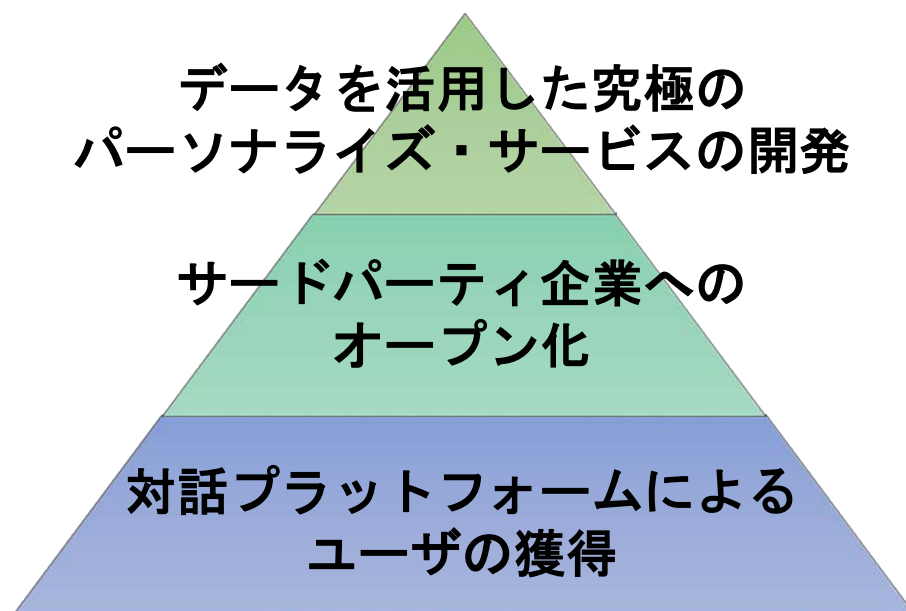 データを活用した究極の
パーソナライズ・サービスの開発
サードパーティ企業への
オープン化
対話プラットフォームによる
ユーザの獲得